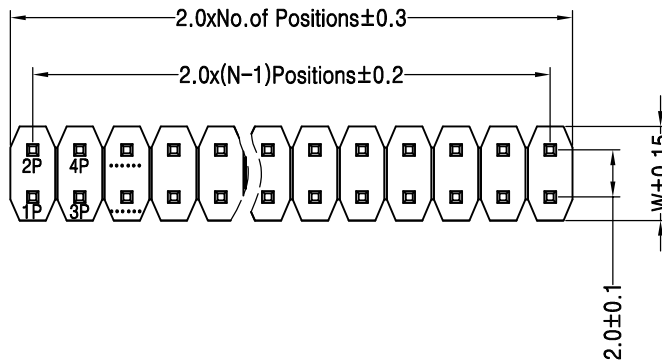 2.0xNo.of Positions±0.3
2.0x(N-1)Positions±0.2
2P 4P ......
1P 3P ......
W±0.15
2.0±0.1